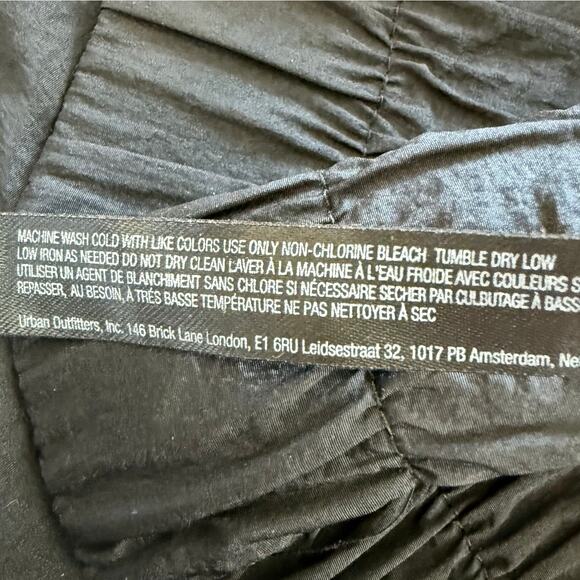 MACHINE WASH COLD WITH LIKE COLORS USE ONLY NON-CHLORINE BLEACH TUMBLE DRY LOW
LOW IRON AS NEEDED DO NOT DRY CLEAN LAVER À LA MACHINE À L'EAU FROIDE AVEC COULEURS S
UTILISER UN AGENT DE BLANCHIMENT SANS CHLORE SI NÉCESSAIRE SECHER PAR CULBUTAGE À BASS
REPASSER, AU BESOIN, À TRÉS BASSE TEMPÉRATURE NE PAS NETTOYER À SEC
Urban Outfitters, Inc. 146 Brick Lane London, E1 6RU Leidsestraat 32, 1017 PB Amsterdam, Ne